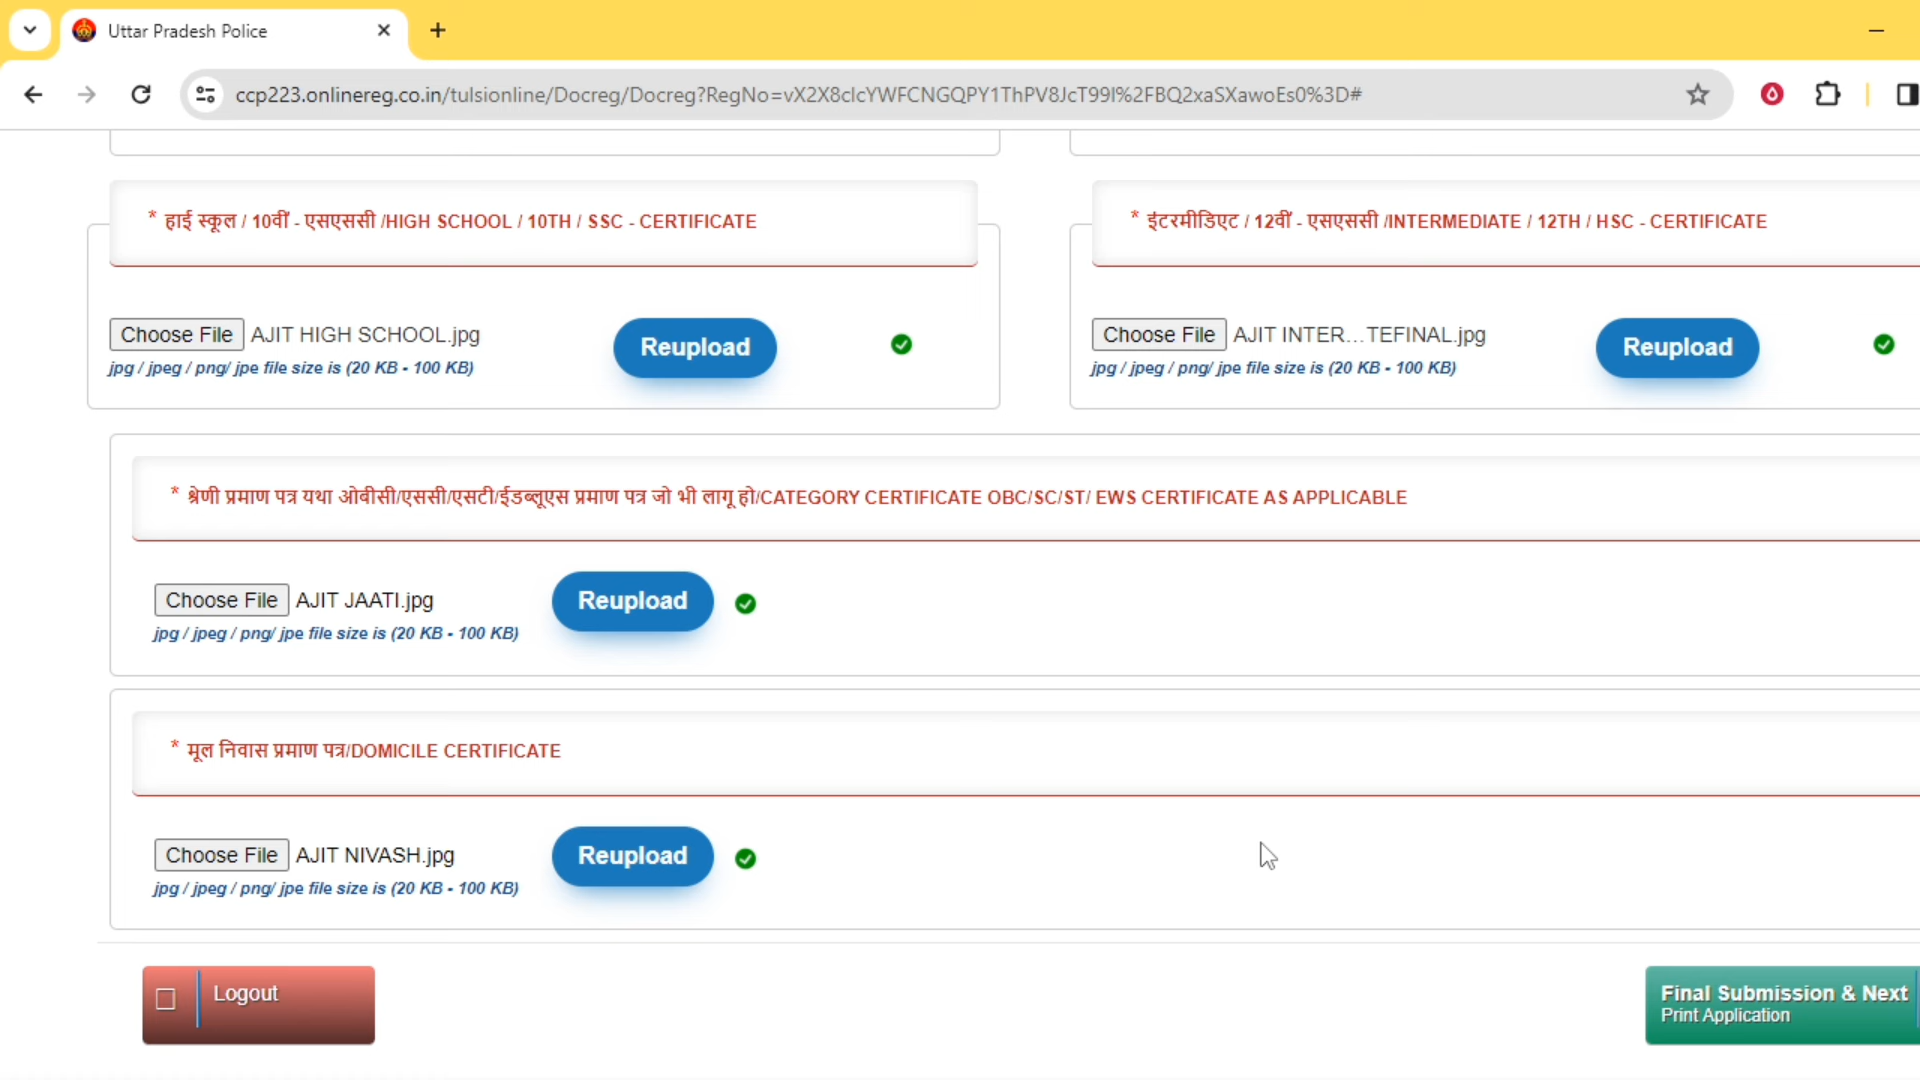 Uttar Pradesh Police
ccp223.onlinereg.co.in/tulsionline/Docreg/Docreg?RegNo=vX2X8clcYWFCNGQPY1ThPV8JcT99l%2FBQ2xaSXawoEs0%3D#
* हाई स्कूल / 10वीं - एसएससी /HIGH SCHOOL / 10TH / SSC - CERTIFICATE
* इंटरमीडिएट / 12वीं - एसएससी /INTERMEDIATE / 12TH / HSC - CERTIFICATE
Choose File AJIT HIGH SCHOOL.jpg
Reupload
jpg / jpeg / png/ jpe file size is (20 KB - 100 KB)
Choose File AJIT INTER...TEFINAL.jpg
Reupload
jpg / jpeg / png/ jpe file size is (20 KB - 100 KB)
* श्रेणी प्रमाण पत्र यथा ओबीसी/एससी/एसटी/ईडब्लूएस प्रमाण पत्र जो भी लागू हो/CATEGORY CERTIFICATE OBC/SC/ST/ EWS CERTIFICATE AS APPLICABLE
Choose File AJIT JAATI.jpg
Reupload
jpg / jpeg / png/ jpe file size is (20 KB - 100 KB)
* मूल निवास प्रमाण पत्र/DOMICILE CERTIFICATE
Choose File AJIT NIVASH.jpg
Reupload
jpg / jpeg / png/ jpe file size is (20 KB - 100 KB)
Logout
Final Submission & Next
Print Application